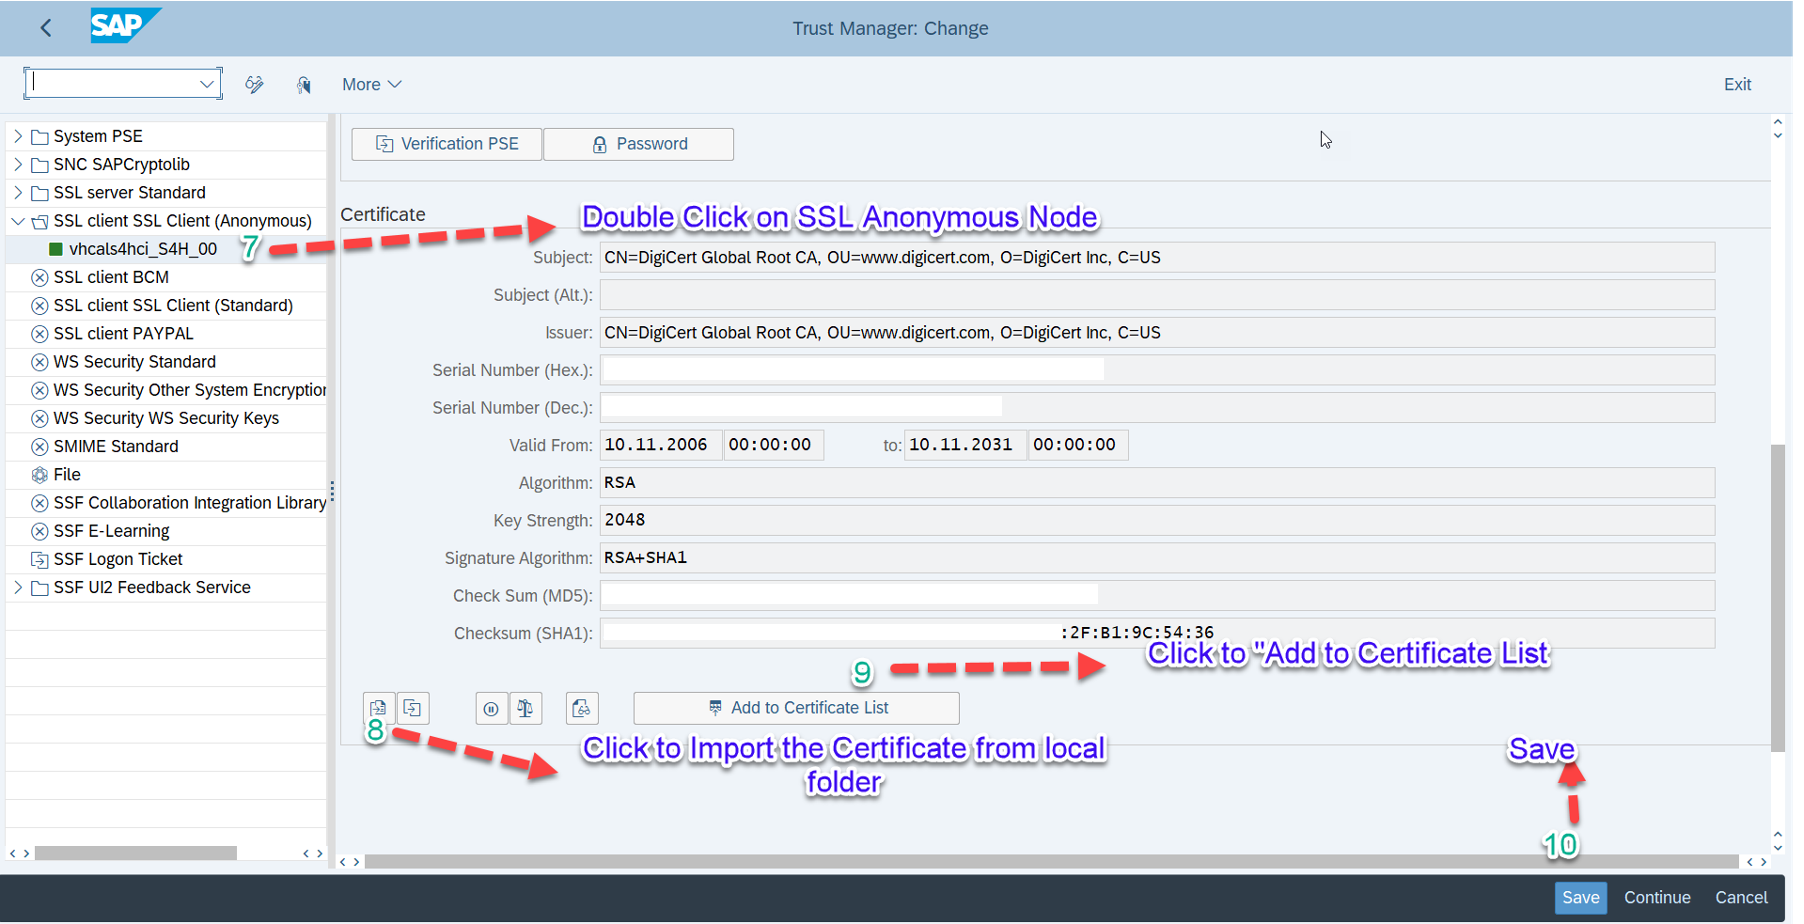 SAP
Trust Manager: Change
More
Exit
System PSE
SNC SAPCryptolib
SSL server Standard
SSL client SSL Client (Anonymous)
vhcals4hci_S4H_00
SSL client BCM
SSL client SSL Client (Standard)
SSL client PAYPAL
WS Security Standard
WS Security Other System Encryption
WS Security WS Security Keys
SMIME Standard
File
SSF Collaboration Integration Library
SSF E-Learning
SSF Logon Ticket
SSF UI2 Feedback Service
Verification PSE
Password
Certificate
7
Double Click on SSL Anonymous Node
Subject: CN=DigiCert Global Root CA, OU=www.digicert.com, O=DigiCert Inc, C=US
Subject (Alt.):
Issuer: CN=DigiCert Global Root CA, OU=www.digicert.com, O=DigiCert Inc, C=US
Serial Number (Hex.):
Serial Number (Dec.):
Valid From: 10.11.2006 00:00:00 to: 10.11.2031 00:00:00
Algorithm: RSA
Key Strength: 2048
Signature Algorithm: RSA+SHA1
Check Sum (MD5):
Checksum (SHA1): :2F:B1:9C:54:36
9
Click to "Add to Certificate List
Add to Certificate List
8
Click to Import the Certificate from local
folder
Save
10
Save Continue Cancel